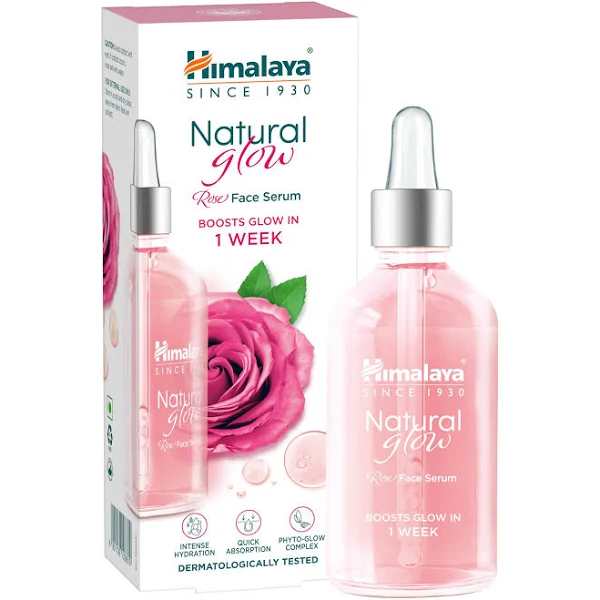 Himalaya®
SINCE 1930
Natural
glow
Rose Face Serum
BOOSTS GLOW IN
1 WEEK
Himalaya
SINCE 19
Natural
glow
Rose Face Seru
INTENSE
HYDRATION
QUICK
ABSORPTION
PHYTO-GLOW
COMPLEX
DERMATOLOGICALLY TESTED
Himalaya
SINCE 1930
Natural
glow
Rose Face Serum
BOOSTS GLOW IN
1 WEEK